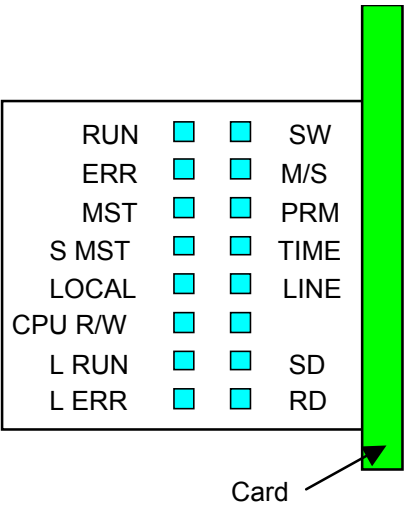 RUN SW
ERR M/S
MST PRM
S MST TIME
LOCAL LINE
CPU R/W
L RUN SD
L ERR RD
Card